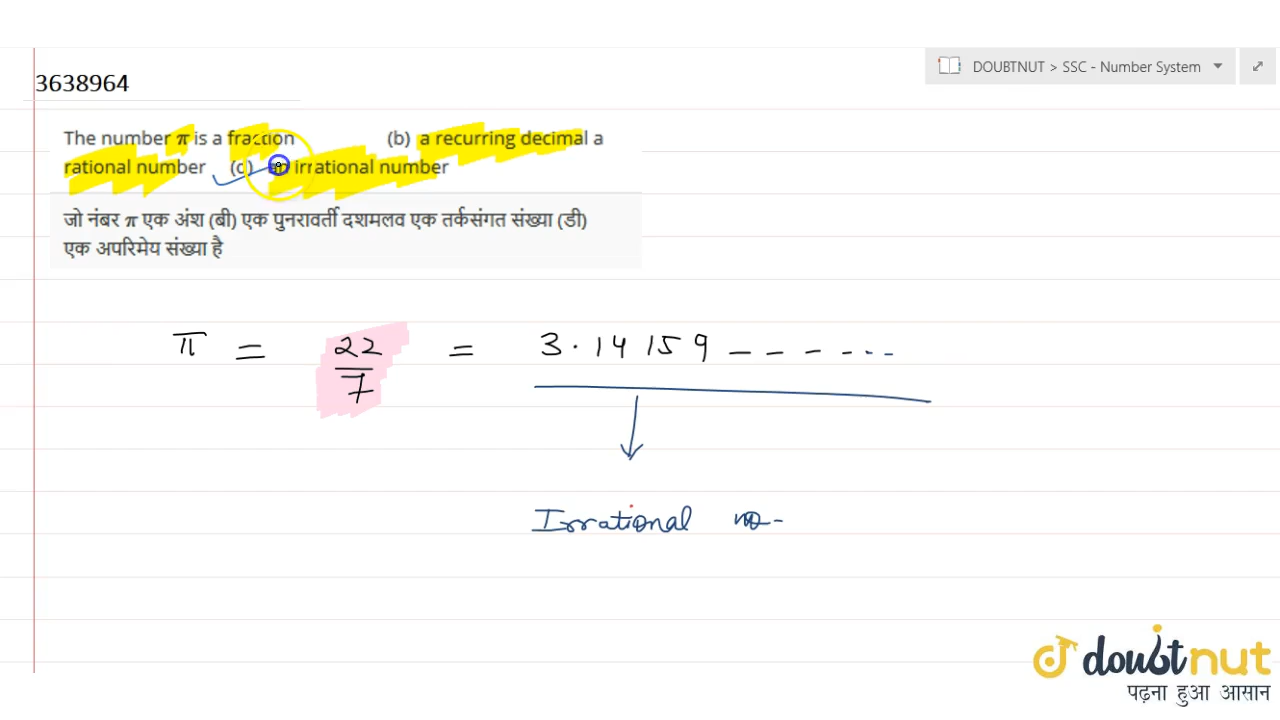 3638964
DOUBTNUT > SSC - Number System
The number π is a fraction (b) a recurring decimal a
rational number (d) an irrational number
जो नंबर π एक अंश (बी) एक पुनरावर्ती दशमलव एक तर्कसंगत संख्या (डी)
एक अपरिमेय संख्या है
π = 22/7 = 3.14159 ------
Irrational no-
doubtnut
पढ़ना हुआ आसान